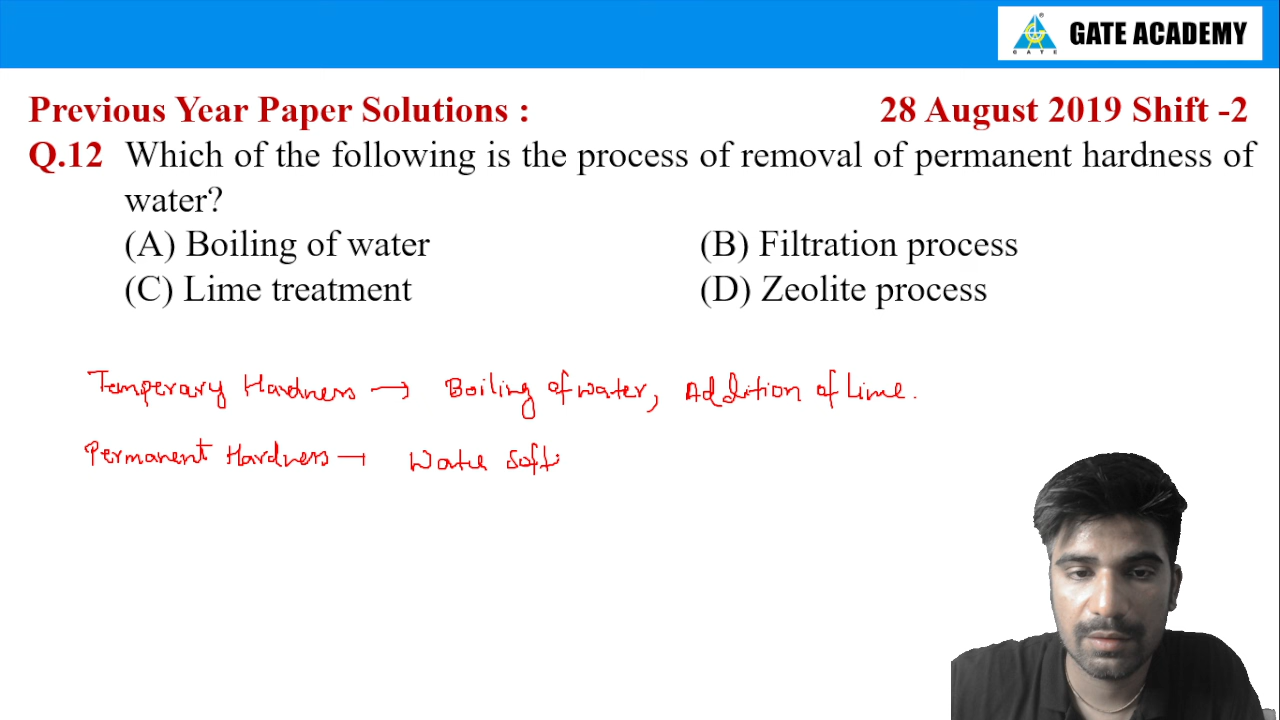 GATE ACADEMY
GATE
Previous Year Paper Solutions : 28 August 2019 Shift -2
Q.12 Which of the following is the process of removal of permanent hardness of
water?
(A) Boiling of water (B) Filtration process
(C) Lime treatment (D) Zeolite process
Temperary Hardness → Boiling of water, Addition of Lime.
Permanent Hardness → Water Soft